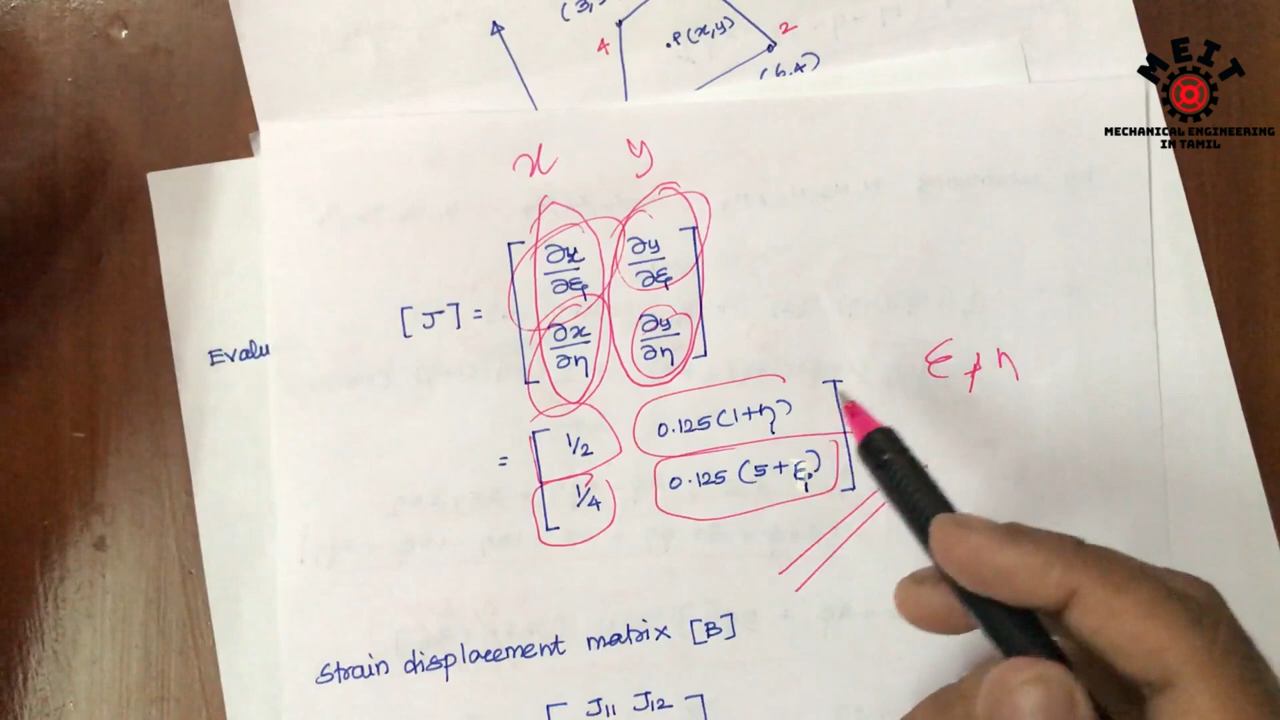 (3,
4
.P(x,y)
2
(6,4)
MEIT
MECHANICAL ENGINEERING
IN TAMIL
x y
[J] = [ ∂x/∂ξ ∂y/∂ξ
∂x/∂η ∂y/∂η ]
ξ, η
= [ 1/2 0.125(1+η)
1/4 0.125(5+ξ) ]
Evalu
Strain displacement matrix [B]
[ J11 J12 ]